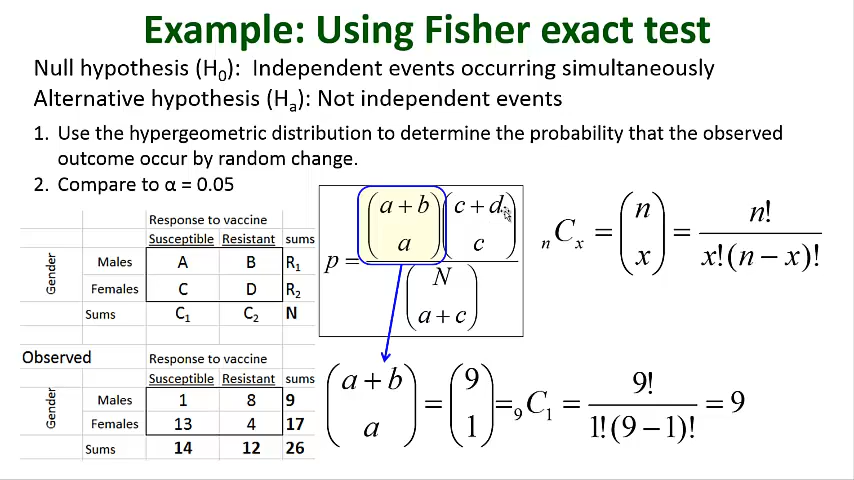 Example: Using Fisher exact test
Null hypothesis (H₀): Independent events occurring simultaneously
Alternative hypothesis (Hₐ): Not independent events
1. Use the hypergeometric distribution to determine the probability that the observed
outcome occur by random change.
2. Compare to α = 0.05
Response to vaccine
Susceptible Resistant sums
Gender
Males A B R₁
Females C D R₂
Sums C₁ C₂ N
p = (a + b  a) (c + d  c) / (N  a + c)
ₙCₓ = (n  x) = n! / x!(n − x)!
Observed
Response to vaccine
Susceptible Resistant sums
Gender
Males 1 8 9
Females 13 4 17
Sums 14 12 26
(a + b  a) = (9  1) = ₉C₁ = 9! / 1!(9 − 1)! = 9